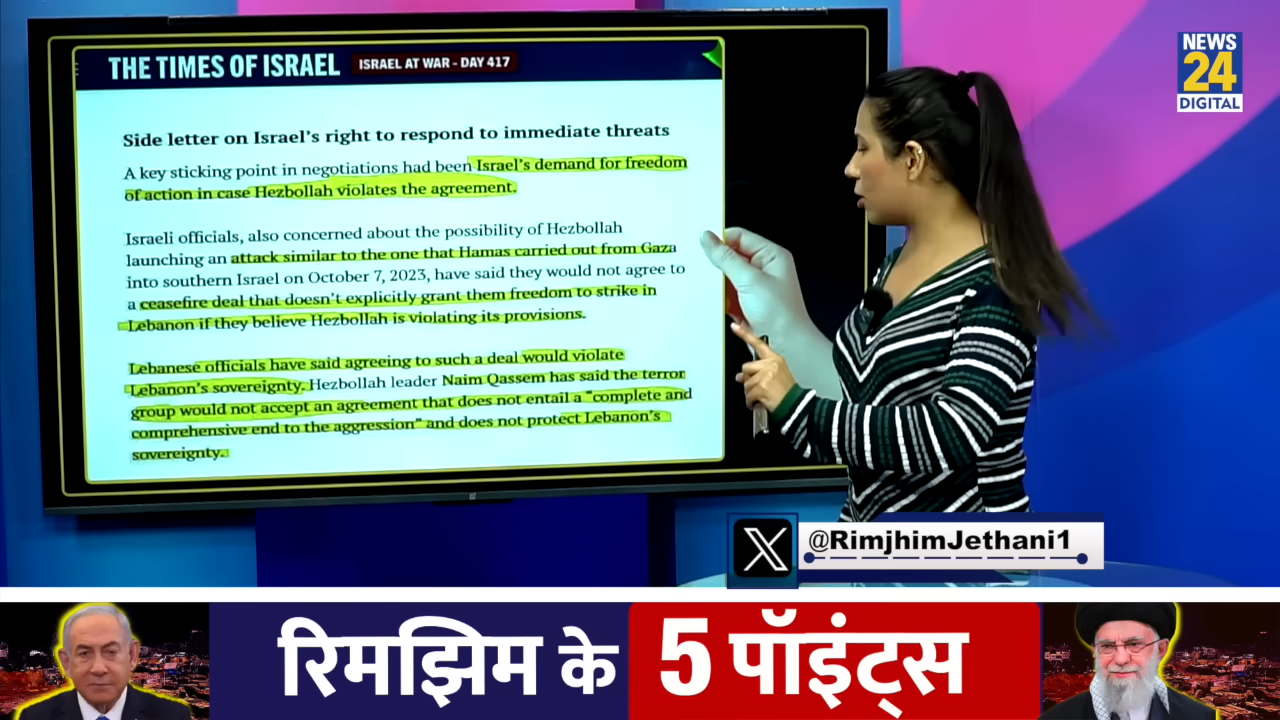 THE TIMES OF ISRAEL
ISRAEL AT WAR - DAY 417
NEWS
24
DIGITAL
Side letter on Israel's right to respond to immediate threats
A key sticking point in negotiations had been Israel's demand for freedom
of action in case Hezbollah violates the agreement.
Israeli officials, also concerned about the possibility of Hezbollah
launching an attack similar to the one that Hamas carried out from Gaza
into southern Israel on October 7, 2023, have said they would not agree to
a ceasefire deal that doesn't explicitly grant them freedom to strike in
Lebanon if they believe Hezbollah is violating its provisions.
Lebanese officials have said agreeing to such a deal would violate
Lebanon's sovereignty. Hezbollah leader Naim Qassem has said the terror
group would not accept an agreement that does not entail a "complete and
comprehensive end to the aggression" and does not protect Lebanon's
sovereignty.
@RimjhimJethani1
रिमझिम के 5 पॉइंट्स